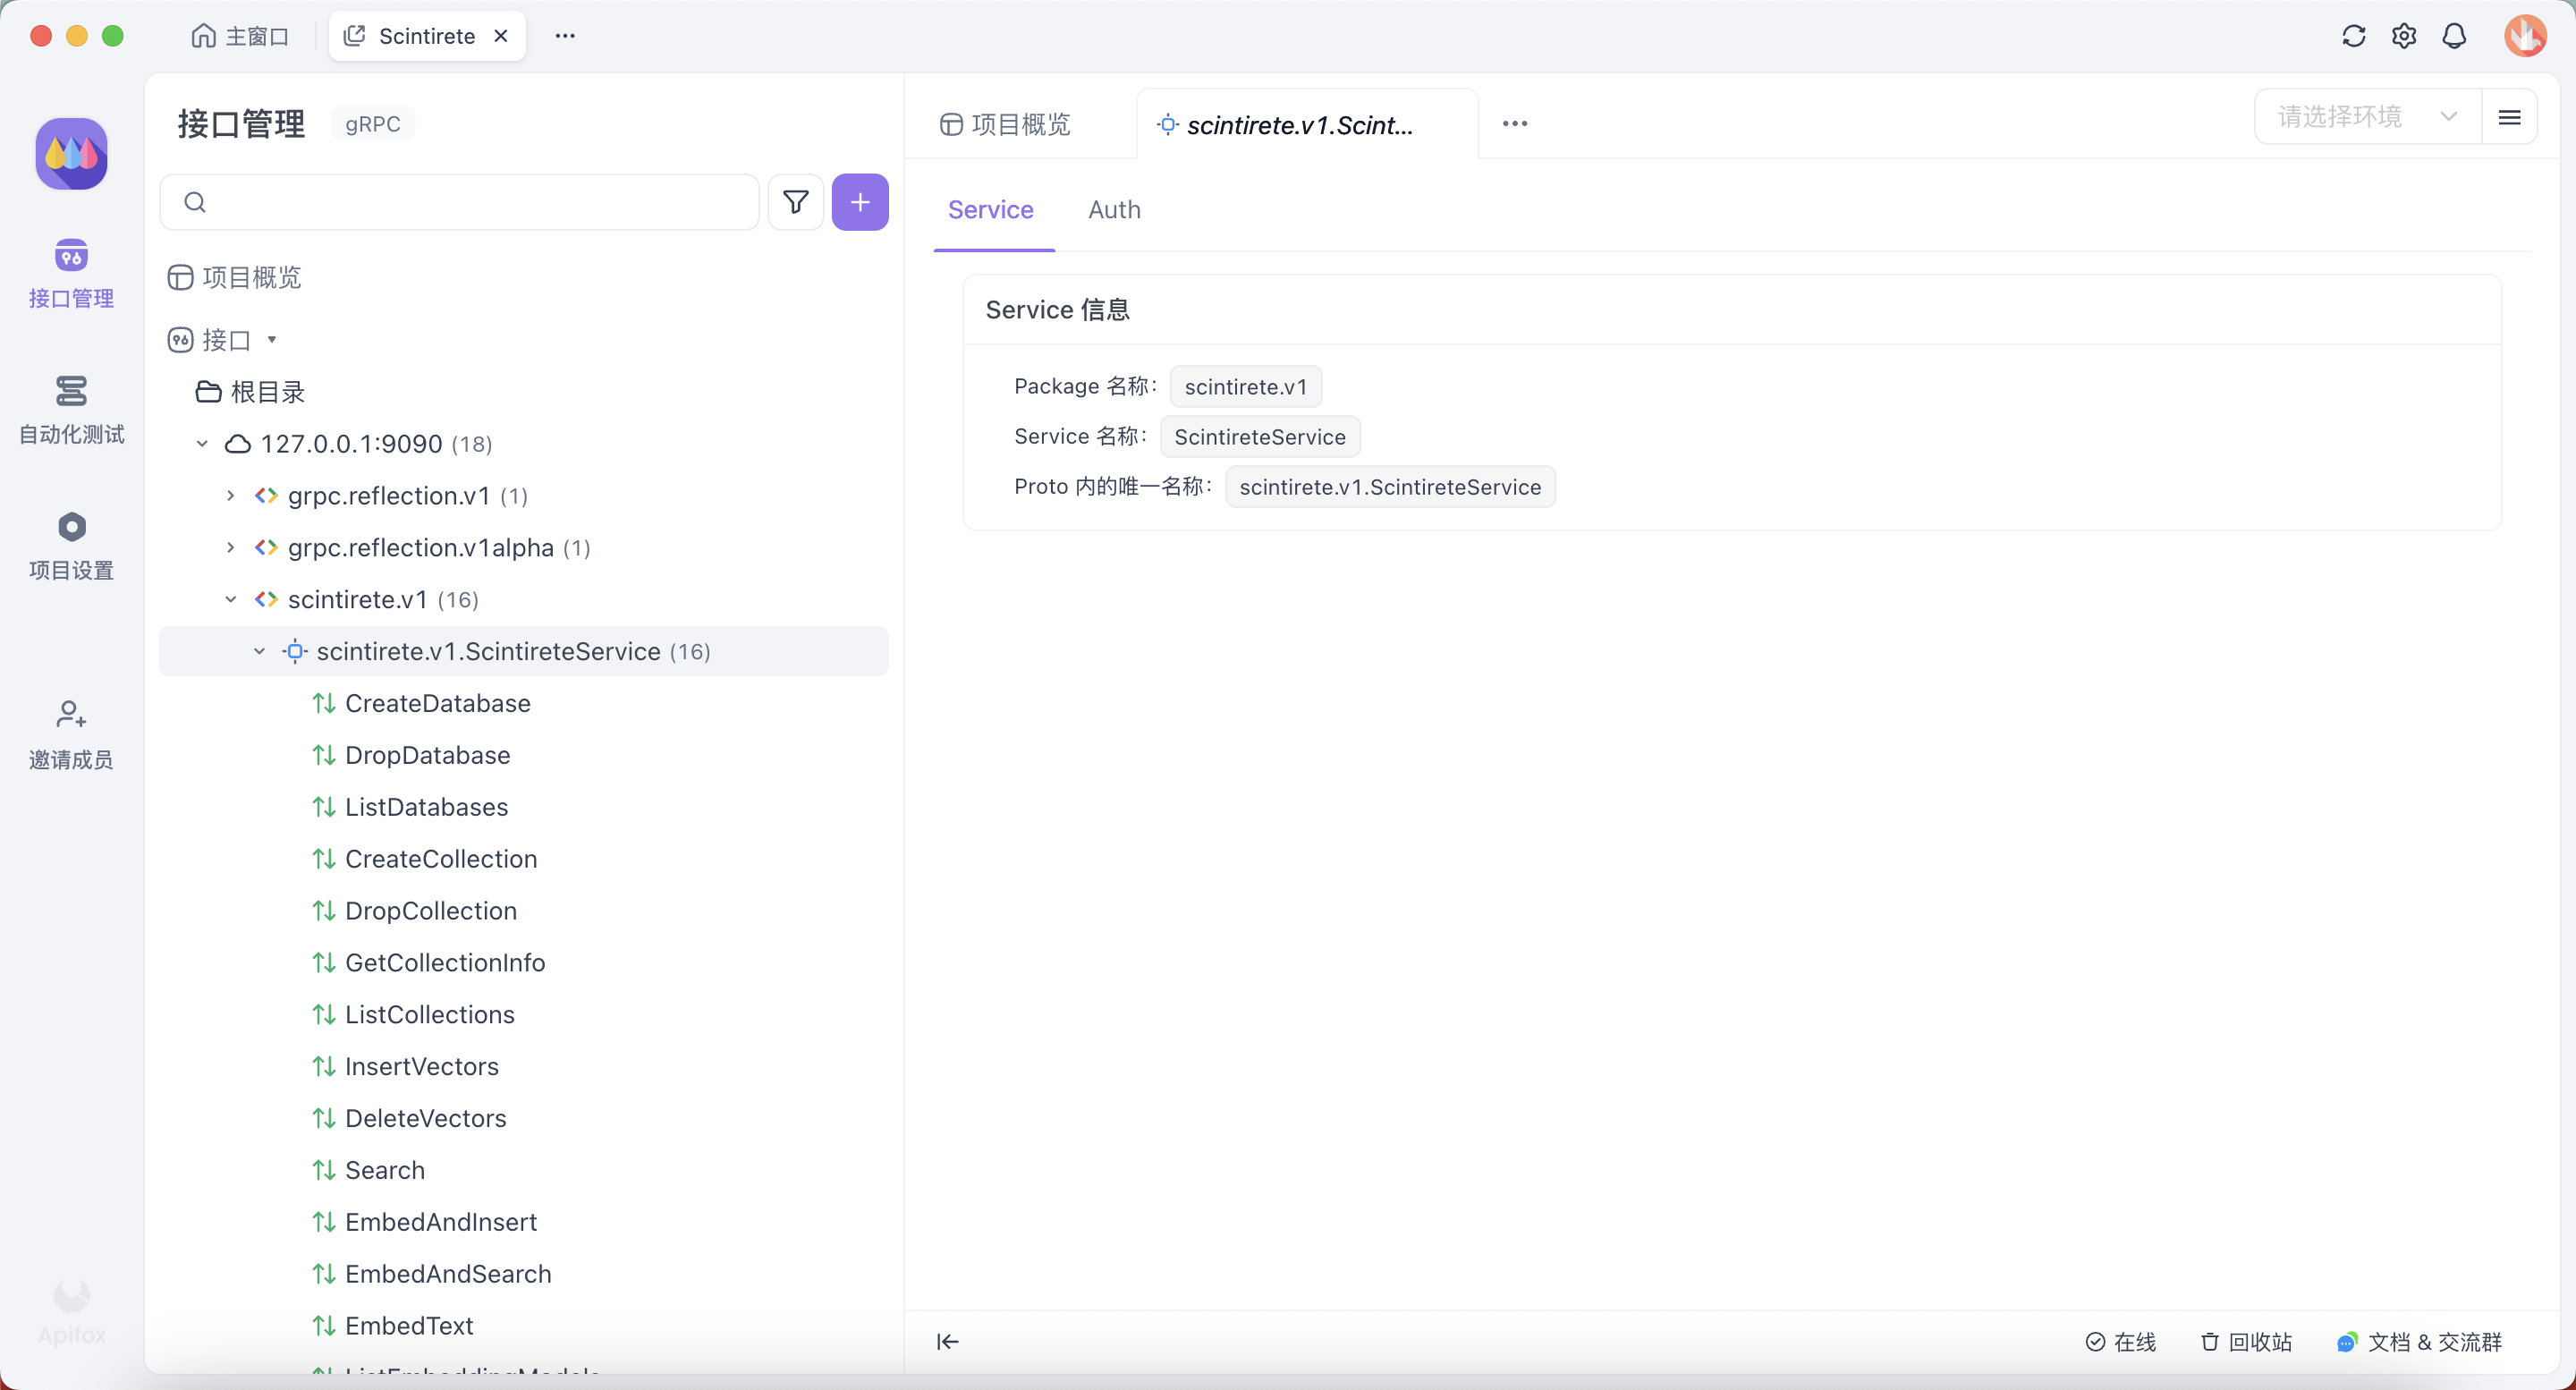 主窗口
Scintirete
接口管理
自动化测试
项目设置
邀请成员
Apifox
接口管理 gRPC
项目概览
接口
根目录
127.0.0.1:9090 (18)
grpc.reflection.v1 (1)
grpc.reflection.v1alpha (1)
scintirete.v1 (16)
scintirete.v1.ScintireteService (16)
CreateDatabase
DropDatabase
ListDatabases
CreateCollection
DropCollection
GetCollectionInfo
ListCollections
InsertVectors
DeleteVectors
Search
EmbedAndInsert
EmbedAndSearch
EmbedText
ListEmbeddingModels
项目概览
scintirete.v1.Scint...
请选择环境
Service Auth
Service 信息
Package 名称: scintirete.v1
Service 名称: ScintireteService
Proto 内的唯一名称: scintirete.v1.ScintireteService
在线 回收站 文档 & 交流群